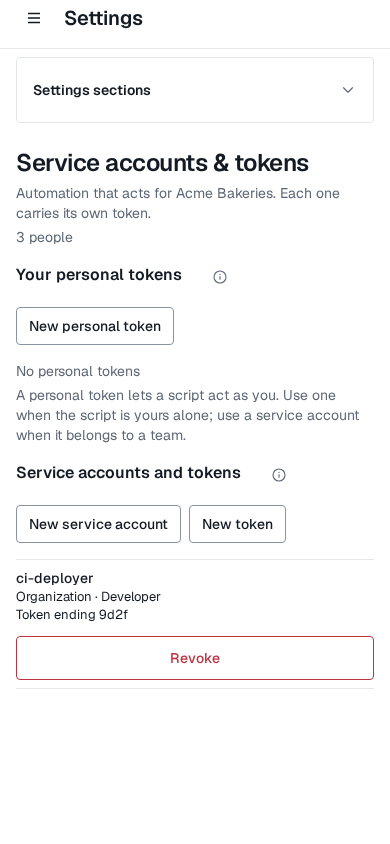 Settings
Settings sections
Service accounts & tokens
Automation that acts for Acme Bakeries. Each one
carries its own token.
3 people
Your personal tokens
New personal token
No personal tokens
A personal token lets a script act as you. Use one
when the script is yours alone; use a service account
when it belongs to a team.
Service accounts and tokens
New service account
New token
ci-deployer
Organization · Developer
Token ending 9d2f
Revoke